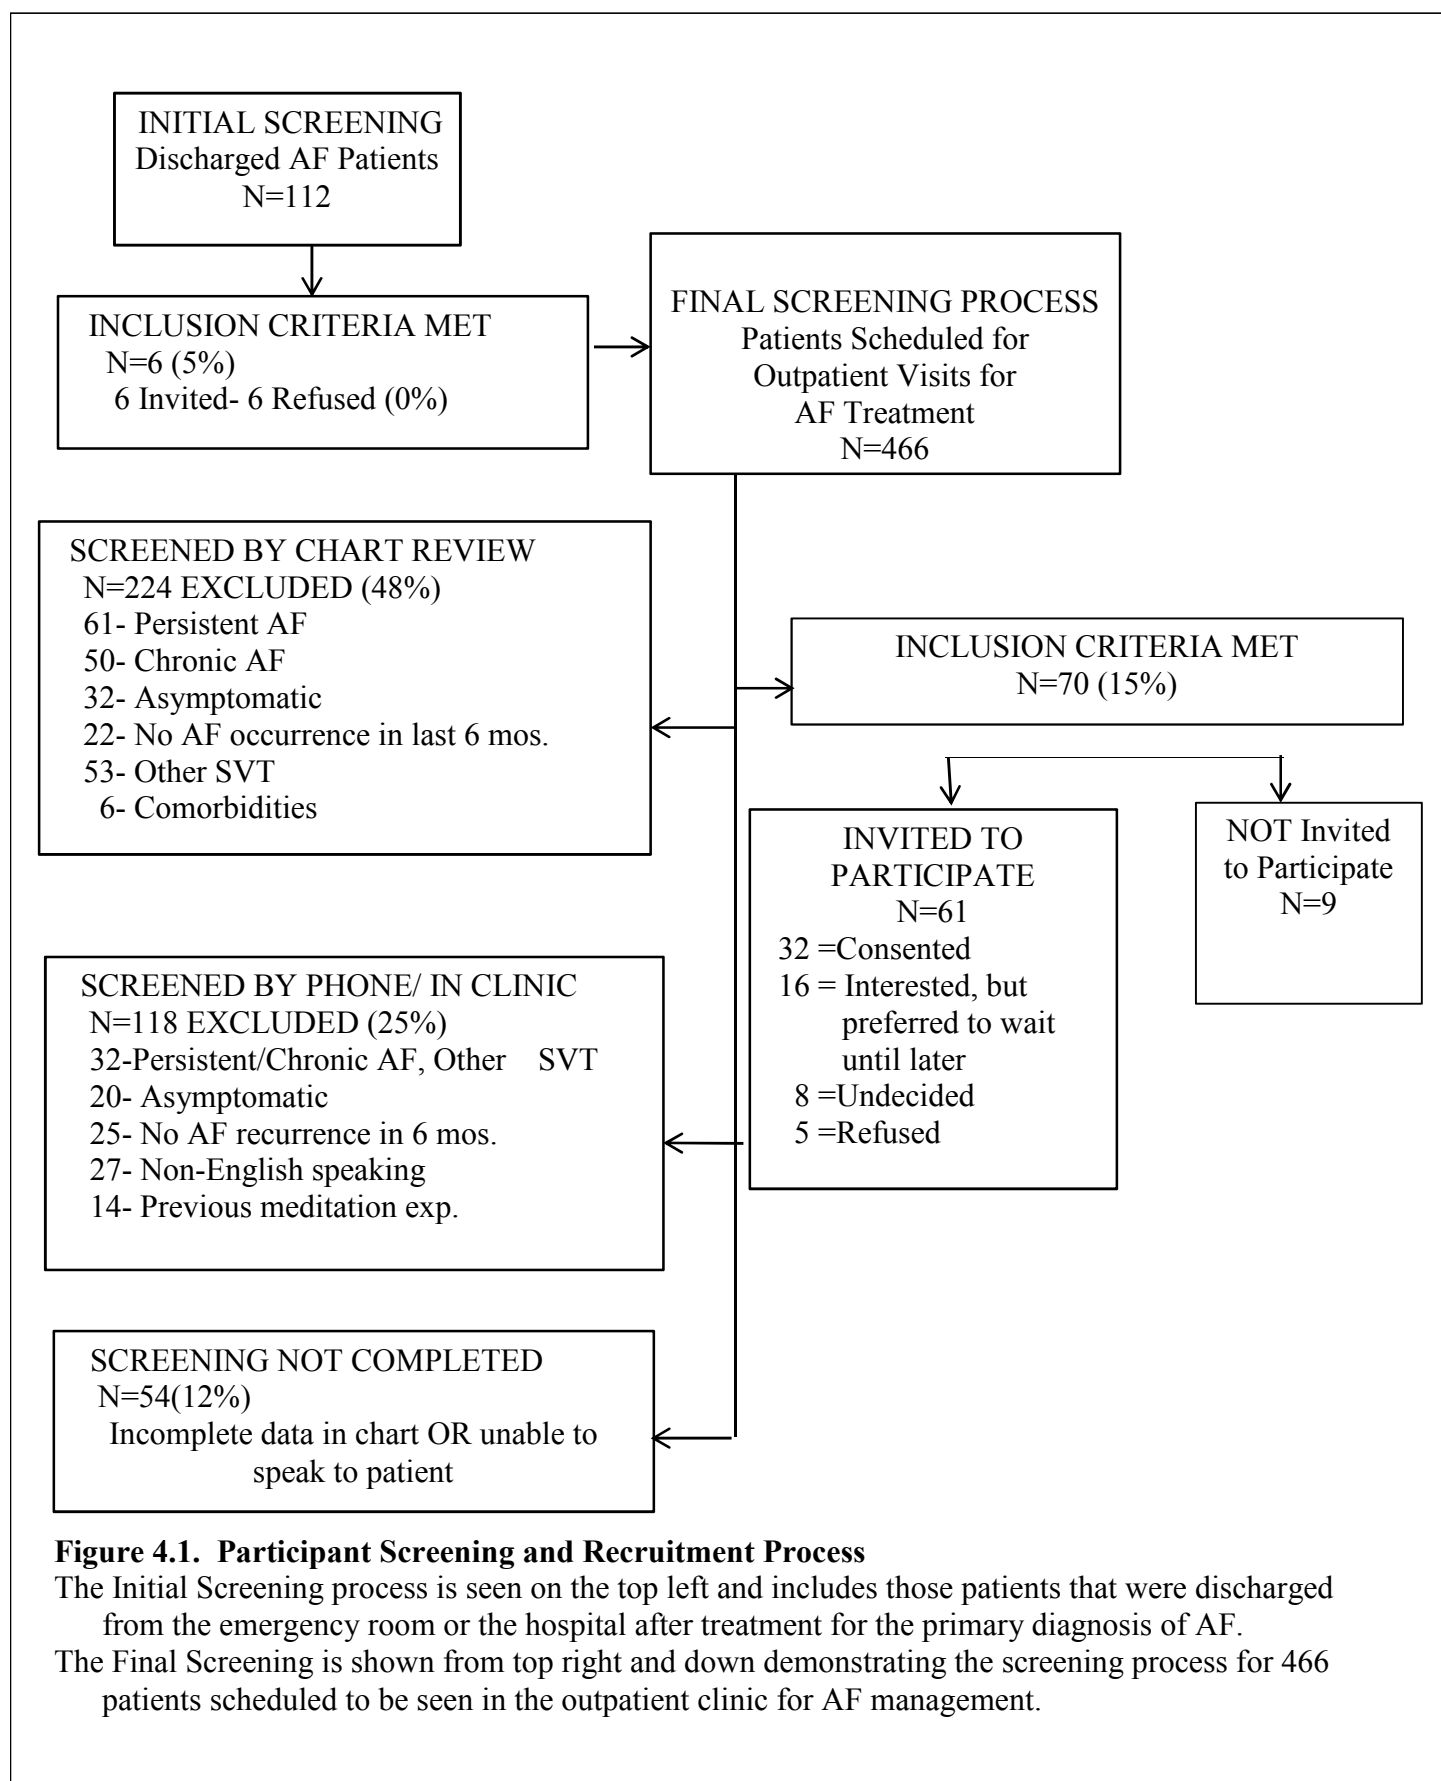 INITIAL SCREENING
Discharged AF Patients
N=112
INCLUSION CRITERIA MET
N=6 (5%)
6 Invited- 6 Refused (0%)
FINAL SCREENING PROCESS
Patients Scheduled for
Outpatient Visits for
AF Treatment
N=466
SCREENED BY CHART REVIEW
N=224 EXCLUDED (48%)
61- Persistent AF
50- Chronic AF
32- Asymptomatic
22- No AF occurrence in last 6 mos.
53- Other SVT
6- Comorbidities
INCLUSION CRITERIA MET
N=70 (15%)
INVITED TO
PARTICIPATE
N=61
32 =Consented
16 = Interested, but
preferred to wait
until later
8 =Undecided
5 =Refused
NOT Invited
to Participate
N=9
SCREENED BY PHONE/ IN CLINIC
N=118 EXCLUDED (25%)
32-Persistent/Chronic AF, Other SVT
20- Asymptomatic
25- No AF recurrence in 6 mos.
27- Non-English speaking
14- Previous meditation exp.
SCREENING NOT COMPLETED
N=54(12%)
Incomplete data in chart OR unable to
speak to patient
Figure 4.1. Participant Screening and Recruitment Process
The Initial Screening process is seen on the top left and includes those patients that were discharged
from the emergency room or the hospital after treatment for the primary diagnosis of AF.
The Final Screening is shown from top right and down demonstrating the screening process for 466
patients scheduled to be seen in the outpatient clinic for AF management.